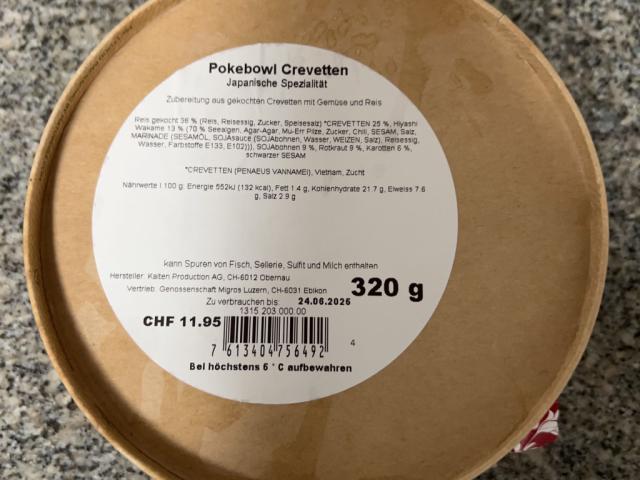 Pokebowl Crevetten
Japanische Spezialität
Zubereitung aus gekochten Crevetten mit Gemüse und Reis
Reis gekocht 36 % (Reis, Reisessig, Zucker, Speisesalz) *CREVETTEN 25 %, Hiyashi
Wakame 13 % (70 % Seealgen, Agar-Agar, Mu-Err Pilze, Zucker, Chili, SESAM, Salz,
MARINADE (SESAMÖL, SOJAsauce (SOJAbohnen, Wasser, WEIZEN, Salz), Reisessig,
Wasser, Farbstoffe E133, E102))), SOJAbohnen 9 %, Rotkraut 9 %, Karotten 6 %,
schwarzer SESAM
*CREVETTEN (PENAEUS VANNAMEI), Vietnam, Zucht
Nährwerte I 100 g: Energie 552kJ (132 kcal), Fett 1.4 g, Kohlenhydrate 21.7 g, Eiweiss 7.6
g, Salz 2.9 g
kann Spuren von Fisch, Sellerie, Sulfit und Milch enthalten
Hersteller: Kaiten Production AG, CH-6012 Obernau
Vertrieb: Genossenschaft Migros Luzern, CH-6031 Ebikon
320 g
Zu verbrauchen bis: 24.06.2025
1315 203 000.00
CHF 11.95
7 613404 756492
4
Bei höchstens 5 °C aufbewahren